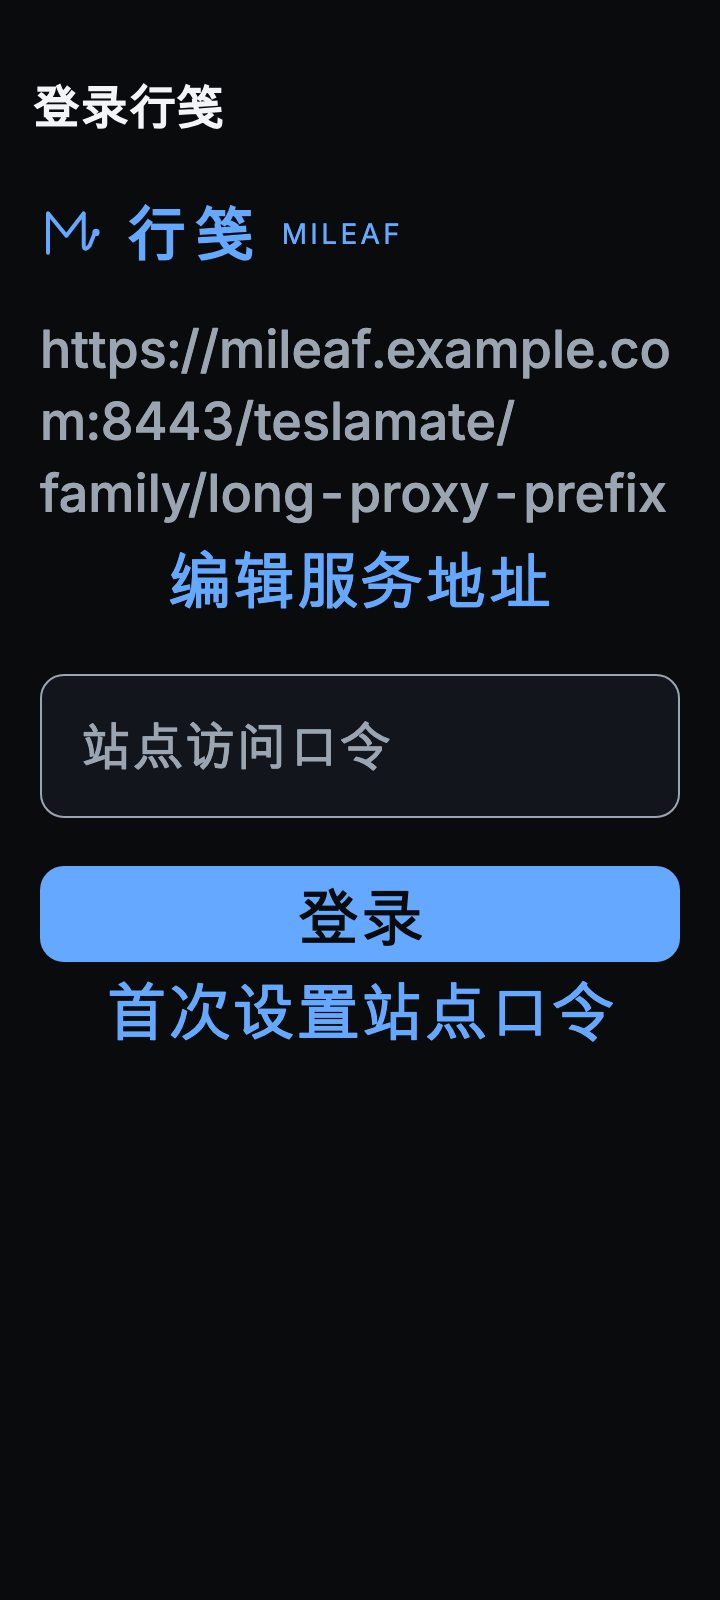 登录行笺
行笺 MILEAF
https://mileaf.example.co
m:8443/teslamate/
family/long-proxy-prefix
编辑服务地址
站点访问口令
登录
首次设置站点口令